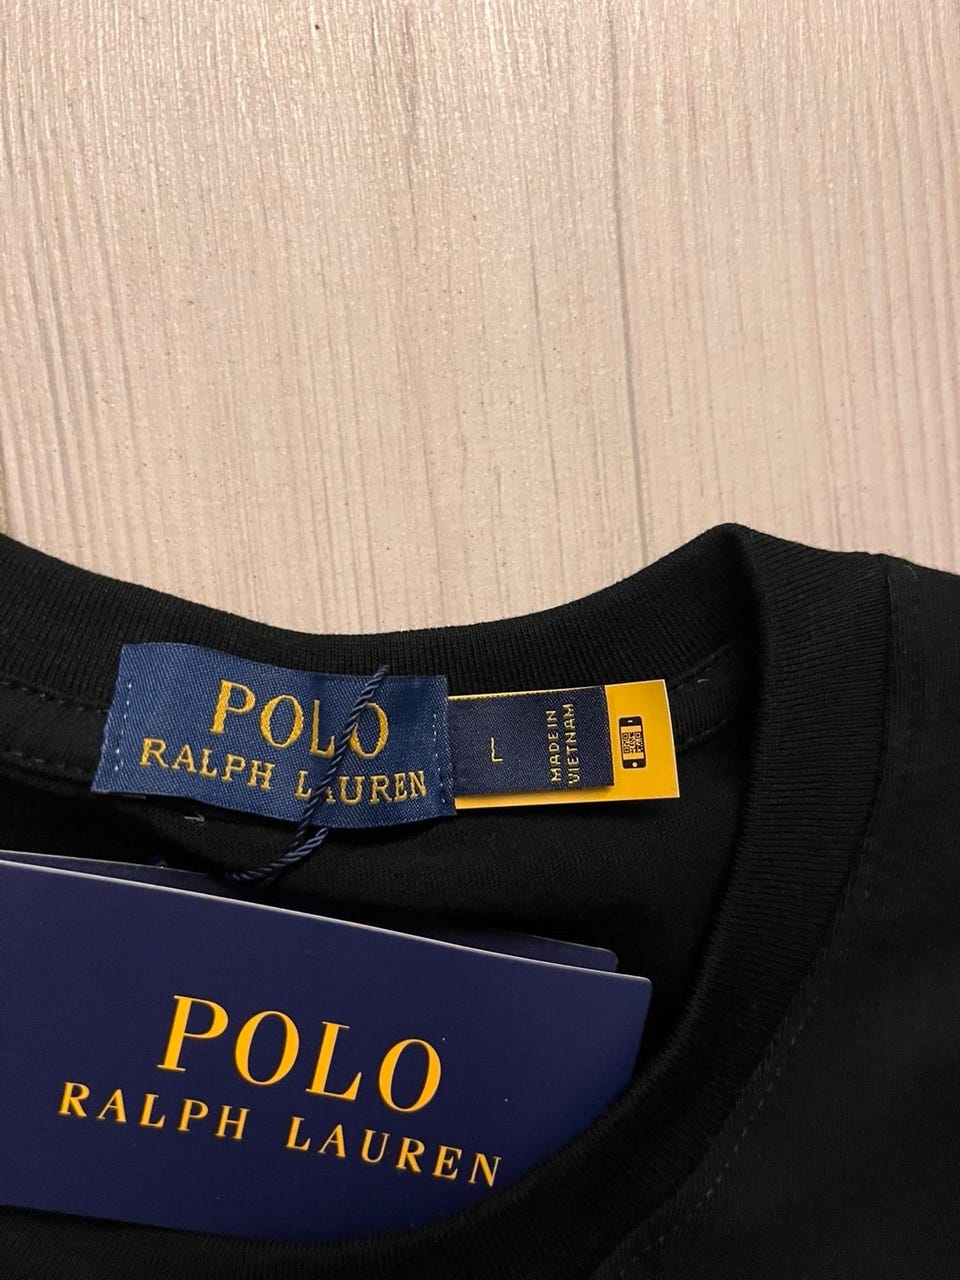 POLO
RALPH LAUREN
L
MADE IN
VIETNAM
POLO
RALPH LAUREN